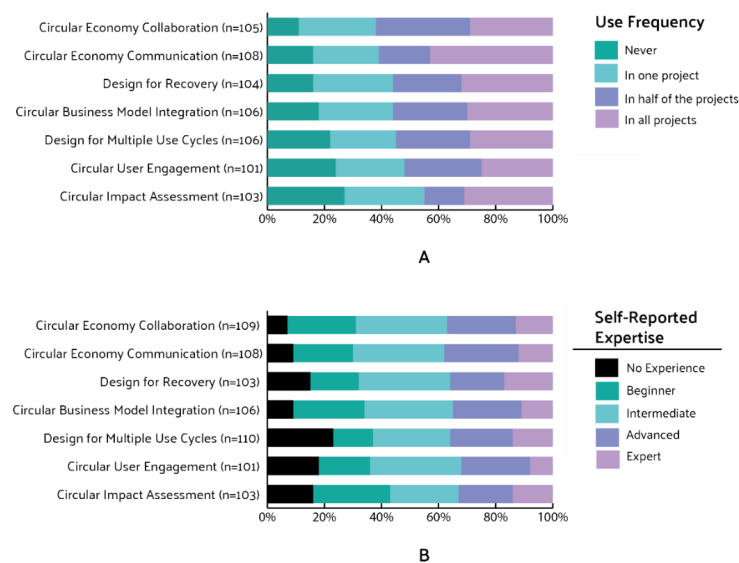 Circular Economy Collaboration (n=105)
Circular Economy Communication (n=108)
Design for Recovery (n=104)
Circular Business Model Integration (n=106)
Design for Multiple Use Cycles (n=106)
Circular User Engagement (n=101)
Circular Impact Assessment (n=103)
0% 20% 40% 60% 80% 100%
Use Frequency
Never
In one project
In half of the projects
In all projects
A
Circular Economy Collaboration (n=109)
Circular Economy Communication (n=108)
Design for Recovery (n=103)
Circular Business Model Integration (n=106)
Design for Multiple Use Cycles (n=110)
Circular User Engagement (n=101)
Circular Impact Assessment (n=103)
0% 20% 40% 60% 80% 100%
Self-Reported
Expertise
No Experience
Beginner
Intermediate
Advanced
Expert
B